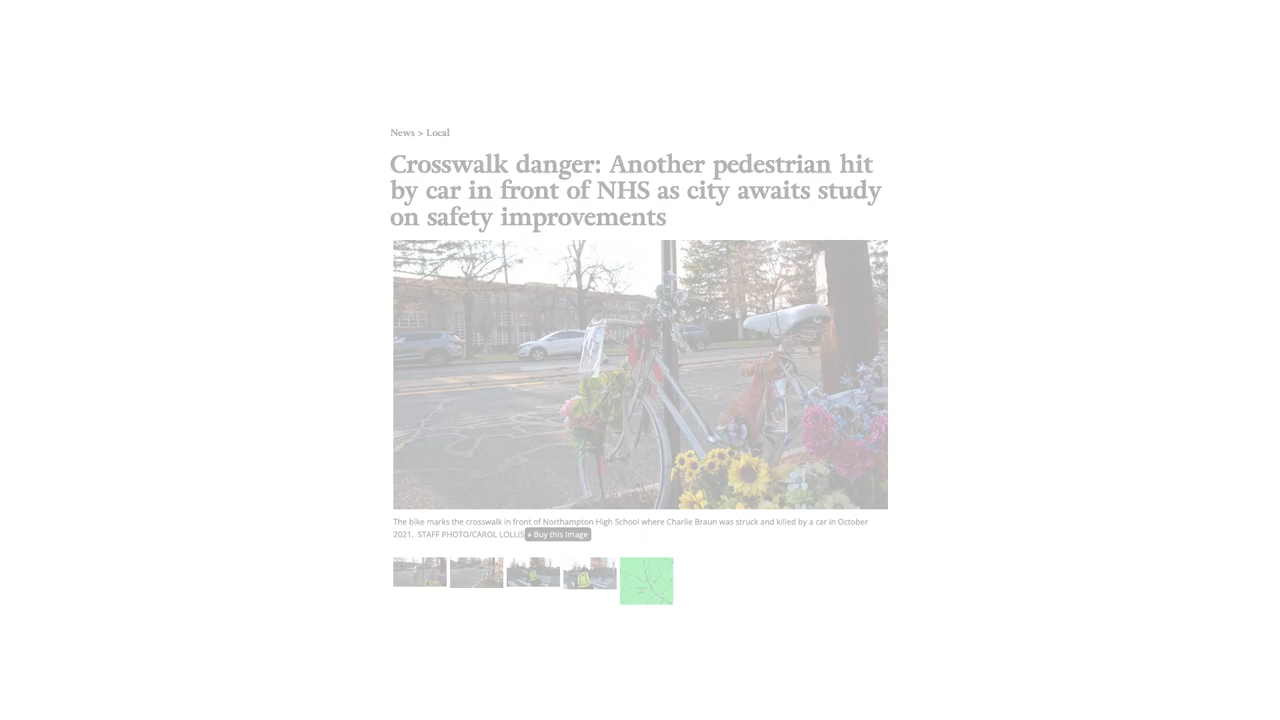 News > Local
Crosswalk danger: Another pedestrian hit
by car in front of NHS as city awaits study
on safety improvements
The bike marks the crosswalk in front of Northampton High School where Charlie Braun was struck and killed by a car in October
2021. STAFF PHOTO/CAROL LOLLIS » Buy this Image